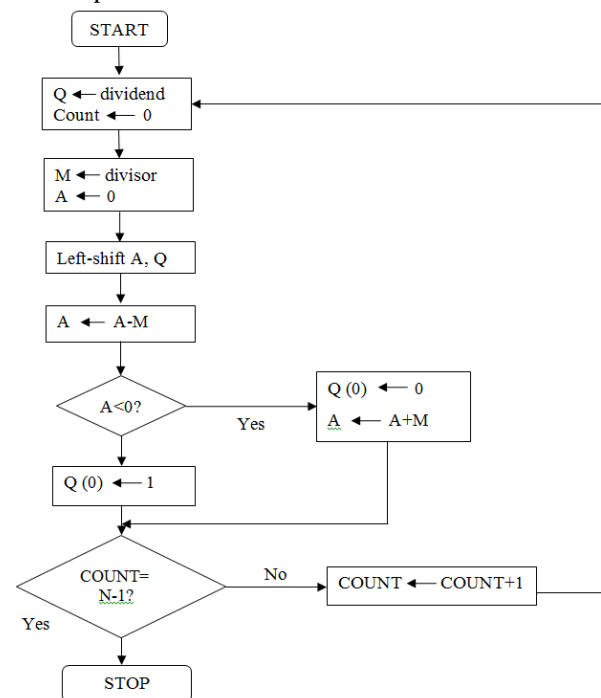 START
Q ← dividend
Count ← 0
M ← divisor
A ← 0
Left-shift A, Q
A ← A-M
A<0?
Yes
Q (0) ← 0
A ← A+M
Q (0) ← 1
COUNT=
N-1?
No
COUNT ← COUNT+1
Yes
STOP